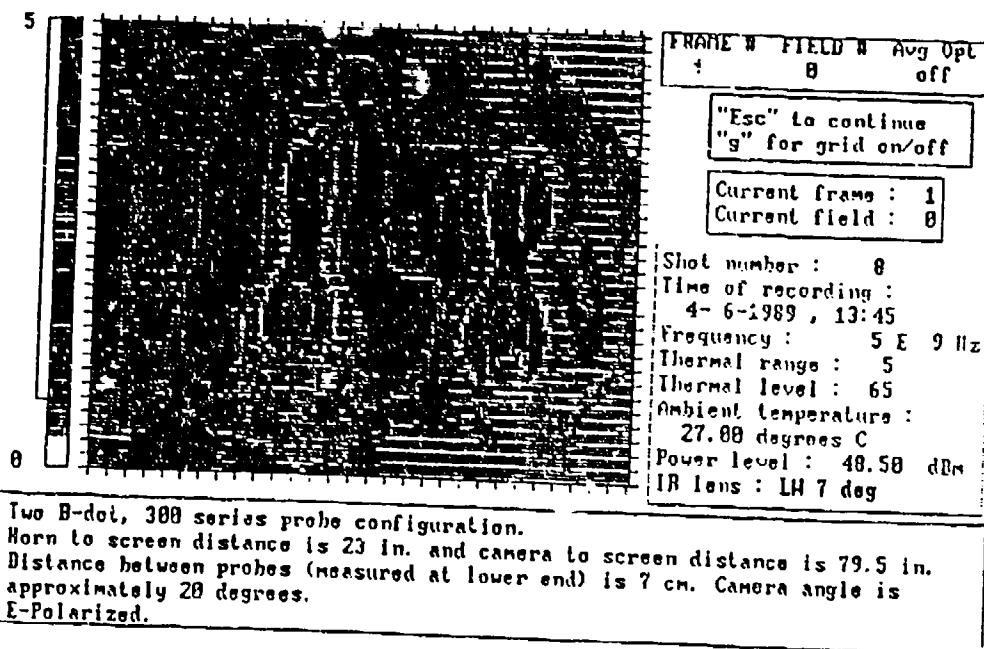 5
0
FRAME # FIELD # Avg Opt
1 0 off
"Esc" to continue
"g" for grid on/off
Current frame : 1
Current field : 0
Shot number : 8
Time of recording :
4- 6-1989 , 13:45
Frequency : 5 E 9 Hz
Thermal range : 5
Thermal level : 65
Ambient temperature :
27.00 degrees C
Power level : 48.50 dBm
IR lens : LW 7 deg
Two B-dot, 300 series probe configuration.
Horn to screen distance is 23 in. and camera to screen distance is 79.5 in.
Distance between probes (measured at lower end) is 7 cm. Camera angle is
approximately 20 degrees.
E-Polarized.